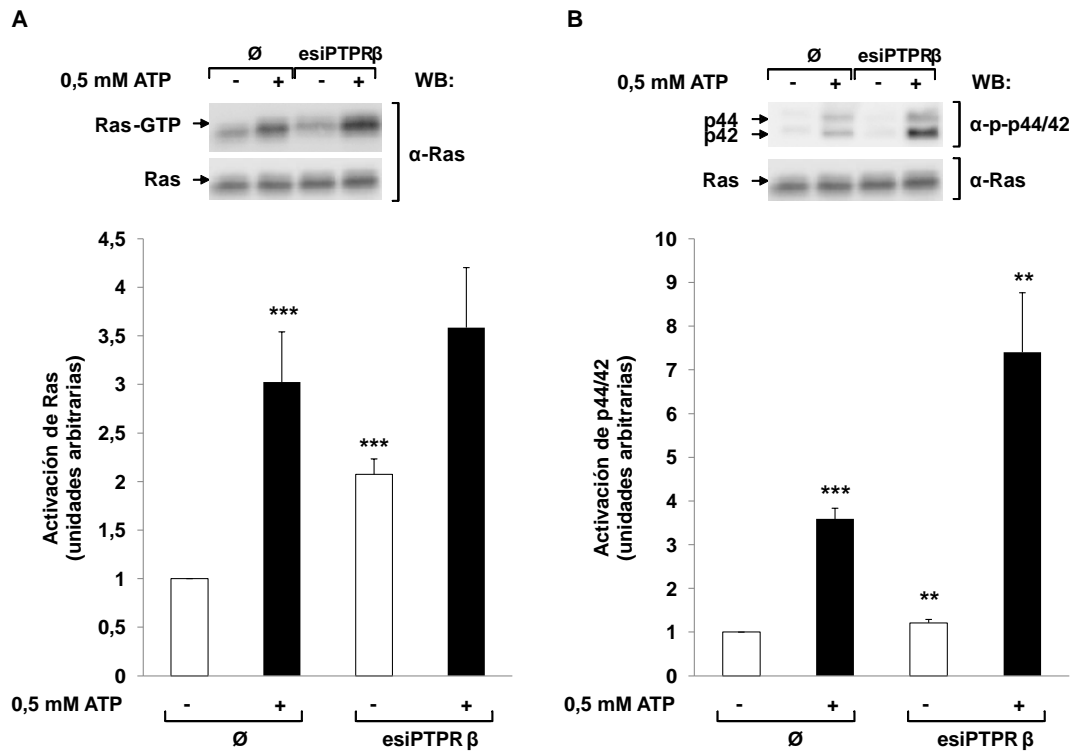 A
Ø esiPTPRβ
0,5 mM ATP - + - + WB:
Ras-GTP
α-Ras
Ras
4,5
4
3,5
3
2,5
2
1,5
1
0,5
0
Activación de Ras
(unidades arbitrarias)
***
***
0,5 mM ATP - + - +
Ø esiPTPR β
B
Ø esiPTPRβ
0,5 mM ATP - + - + WB:
p44
p42
α-p-p44/42
Ras
α-Ras
10
9
8
7
6
5
4
3
2
1
0
Activación de p44/42
(unidades arbitrarias)
***
**
**
0,5 mM ATP - + - +
Ø esiPTPR β